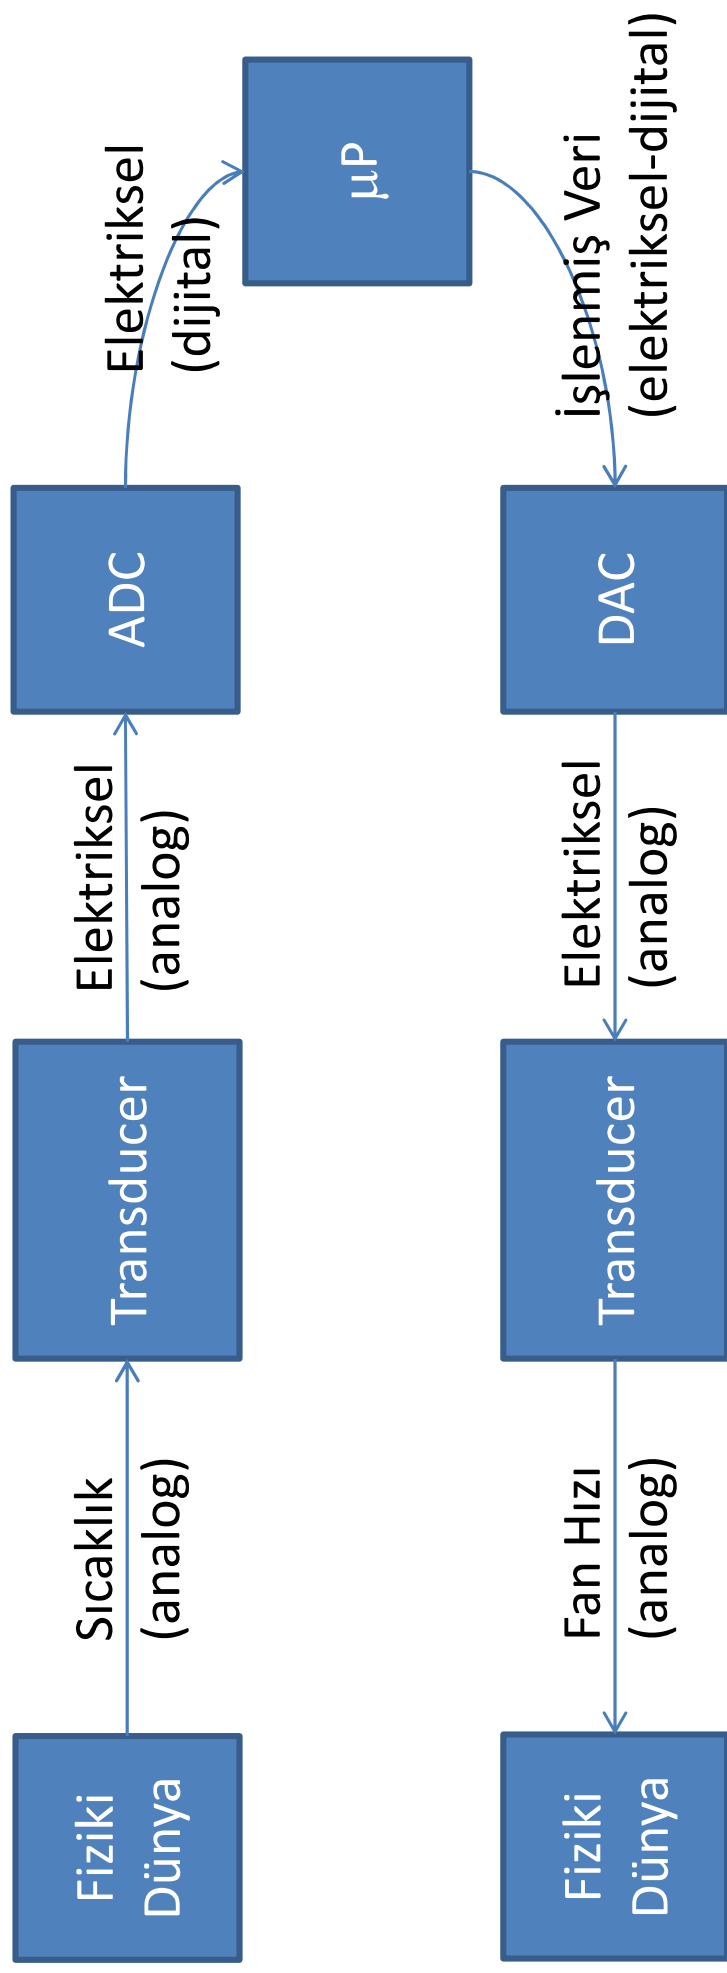 Fiziki
Dünya
Sıcaklık
(analog)
Transducer
Elektriksel
(analog)
ADC
Elektriksel
(dijital)
µP
İşlenmiş Veri
(elektriksel-dijital)
DAC
Elektriksel
(analog)
Transducer
Fan Hızı
(analog)
Fiziki
Dünya